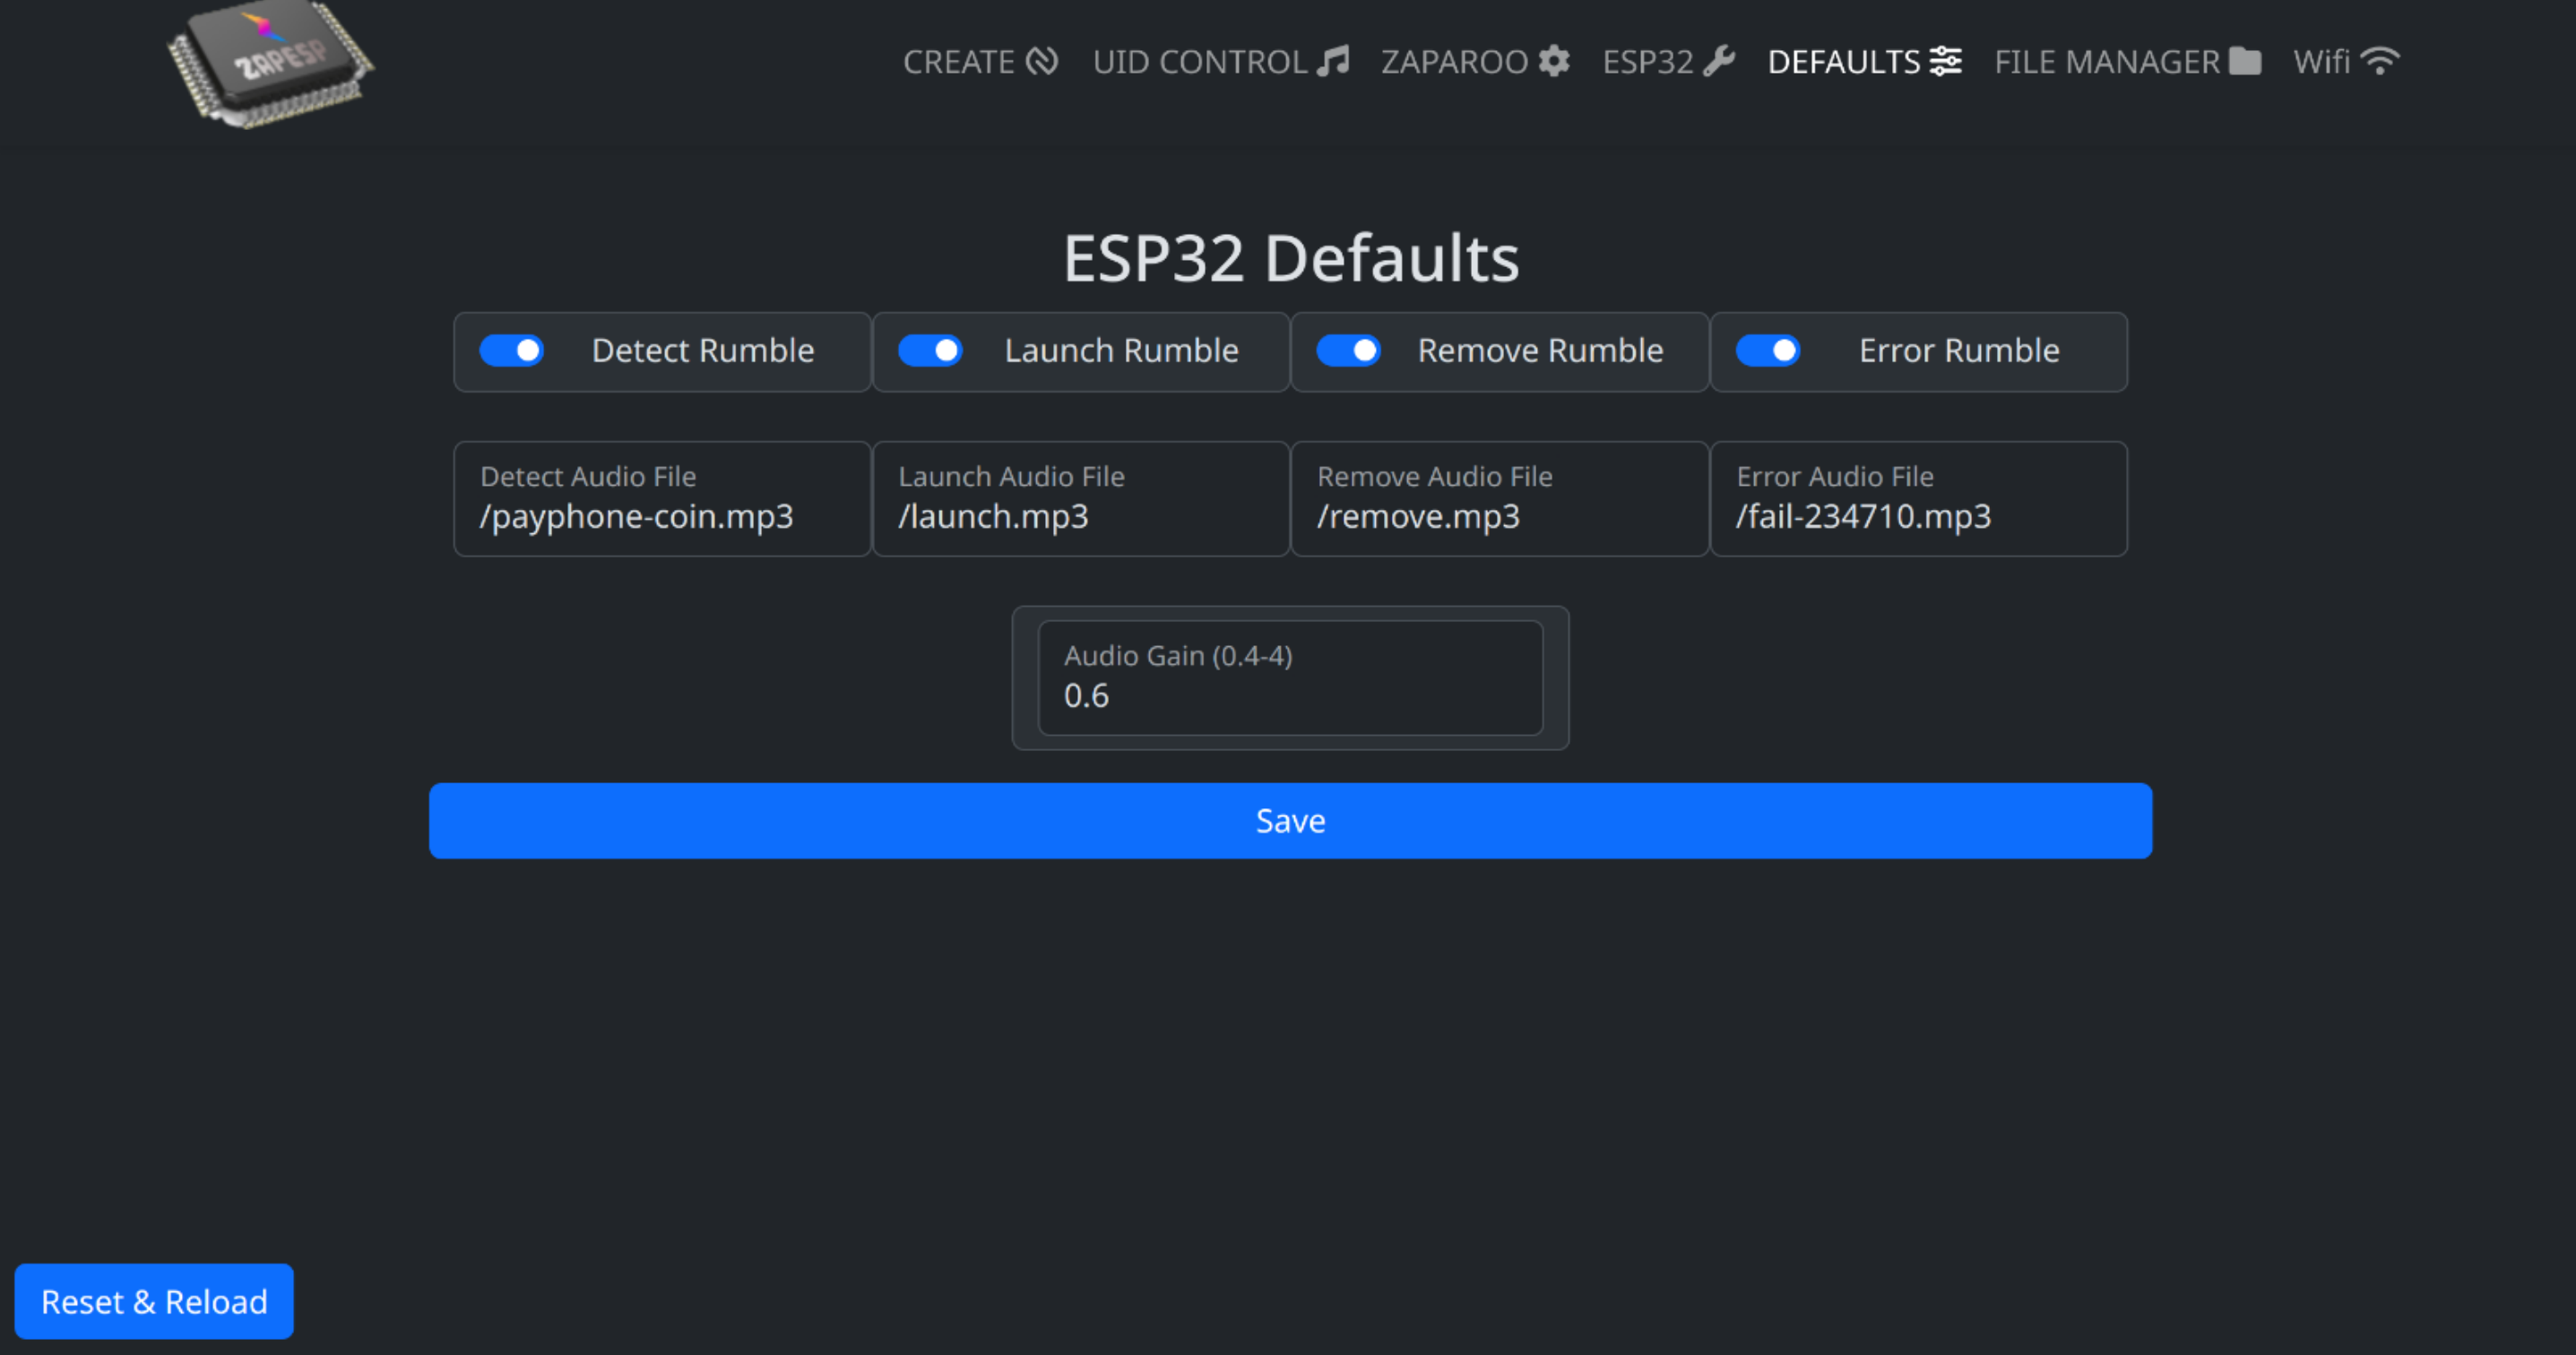 ZAPESP
CREATE UID CONTROL ZAPAROO ESP32 DEFAULTS FILE MANAGER Wifi
ESP32 Defaults
Detect Rumble Launch Rumble Remove Rumble Error Rumble
Detect Audio File Launch Audio File Remove Audio File Error Audio File
/payphone-coin.mp3 /launch.mp3 /remove.mp3 /fail-234710.mp3
Audio Gain (0.4-4)
0.6
Save
Reset & Reload